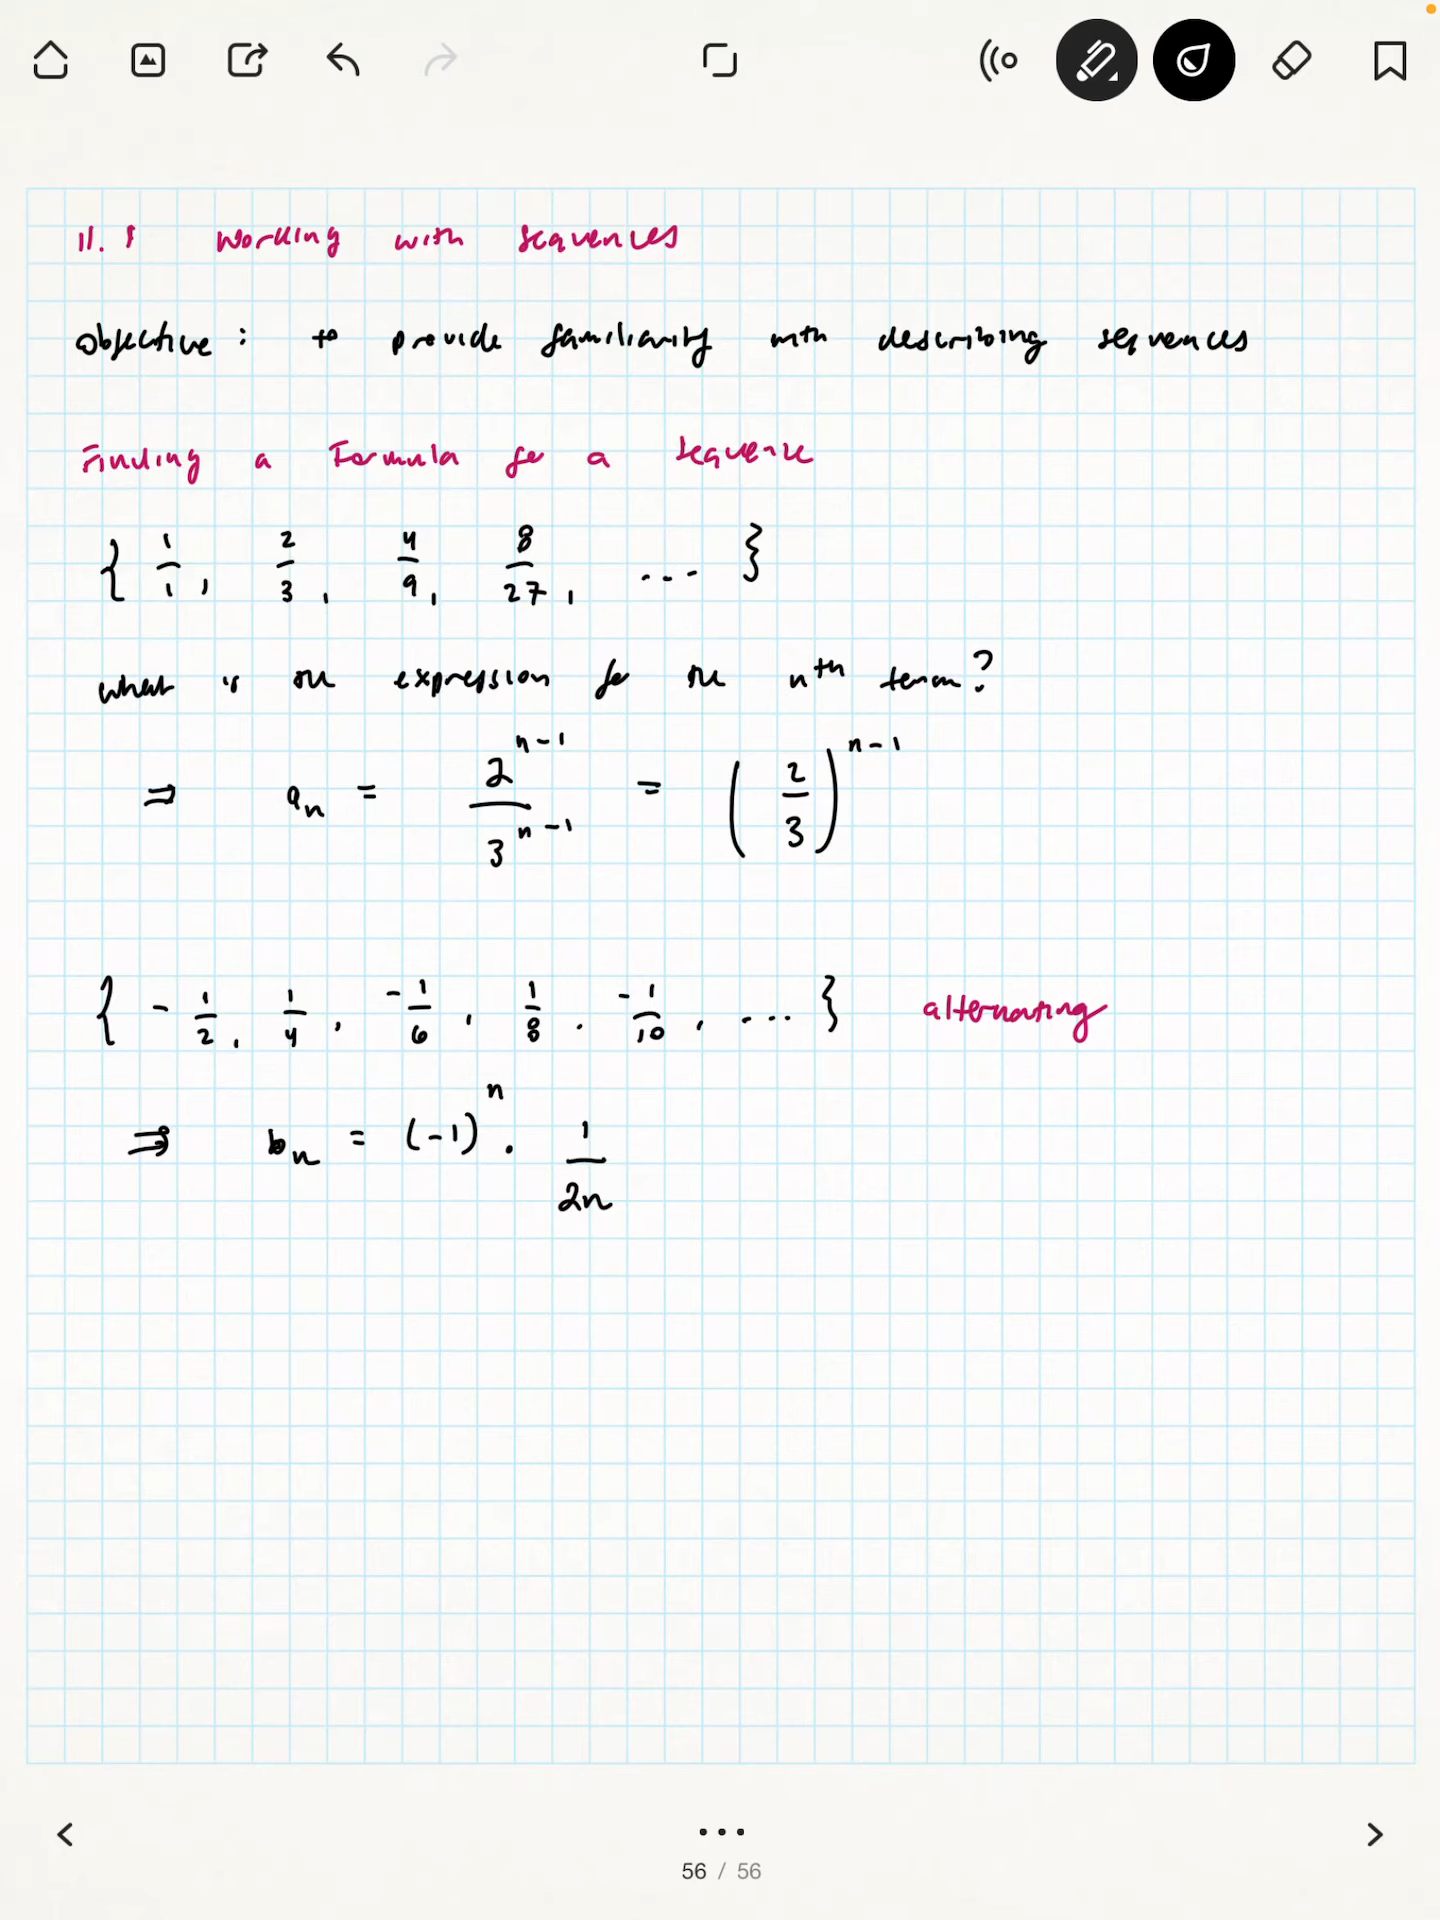 11.1 Working with Sequences
Objective: to provide familiarity with describing sequences
Finding a Formula for a Sequence
{ 1/1, 2/3, 4/9, 8/27, ... }
What is the expression for the nth term?
⇒ a_n = 2^(n-1) / 3^(n-1) = (2/3)^(n-1)
{ -1/2, 1/4, -1/6, 1/8, -1/10, ... } alternating
⇒ b_n = (-1)^n · 1/2n
56 / 56